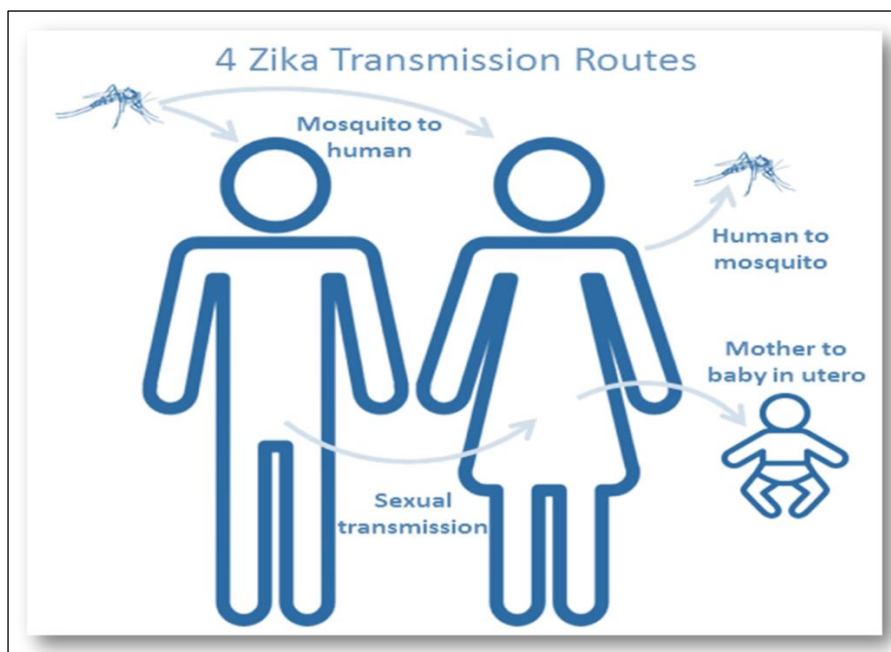 4 Zika Transmission Routes
Mosquito to
human
Human to
mosquito
Mother to
baby in utero
Sexual
transmission